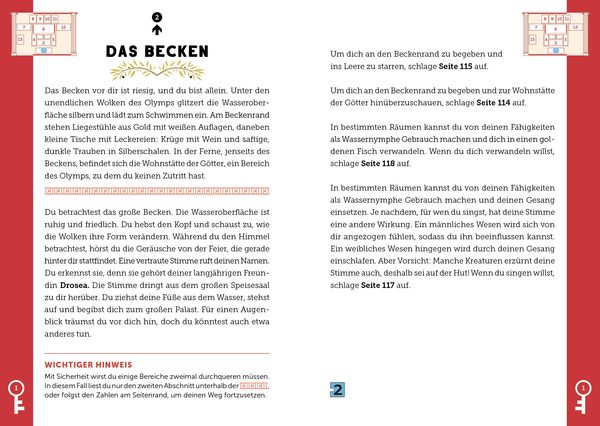 2
DAS BECKEN
Das Becken vor dir ist riesig, und du bist allein. Unter den
unendlichen Wolken des Olymps glitzert die Wasserober-
fläche silbern und lädt zum Schwimmen ein. Am Beckenrand
stehen Liegestühle aus Gold mit weißen Auflagen, daneben
kleine Tische mit Leckereien: Krüge mit Wein und saftige,
dunkle Trauben in Silberschalen. In der Ferne, jenseits des
Beckens, befindet sich die Wohnstätte der Götter, ein Bereich
des Olymps, zu dem du keinen Zutritt hast.
Du betrachtest das große Becken. Die Wasseroberfläche ist
ruhig und friedlich. Du hebst den Kopf und schaust zu, wie
die Wolken ihre Form verändern. Während du den Himmel
betrachtest, hörst du die Geräusche von der Feier, die gerade
hinter dir stattfindet. Eine vertraute Stimme ruft deinen Namen.
Du erkennst sie, denn sie gehört deiner langjährigen Freun-
din Drosea. Die Stimme dringt aus dem großen Speisesaal
zu dir herüber. Du ziehst deine Füße aus dem Wasser, stehst
auf und begibst dich zum großen Palast. Für einen Augen-
blick träumst du vor dich hin, doch du könntest auch etwa
anderes tun.
WICHTIGER HINWEIS
Mit Sicherheit wirst du einige Bereiche zweimal durchqueren müssen.
In diesem Fall liest du nur den zweiten Abschnitt unterhalb der
oder folgst den Zahlen am Seitenrand, um deinen Weg fortzusetzen.
1
Um dich an den Beckenrand zu begeben und
ins Leere zu starren, schlage Seite 115 auf.
Um dich an den Beckenrand zu begeben und zur Wohnstätte
der Götter hinüberzuschauen, schlage Seite 114 auf.
In bestimmten Räumen kannst du von deinen Fähigkeiten
als Wassernymphe Gebrauch machen und dich in einen gol-
denen Fisch verwandeln. Wenn du dich verwandeln willst,
schlage Seite 118 auf.
In bestimmten Räumen kannst du von deinen Fähigkeiten
als Wassernymphe Gebrauch machen und deinen Gesang
einsetzen. Je nachdem, für wen du singst, hat deine Stimme
eine andere Wirkung. Ein männliches Wesen wird sich von
dir angezogen fühlen, sodass du ihn beeinflussen kannst.
Ein weibliches Wesen hingegen wird durch deinen Gesang
einschlafen. Aber Vorsicht: Manche Kreaturen erzürnt deine
Stimme auch, deshalb sei auf der Hut! Wenn du singen willst,
schlage Seite 117 auf.
2
1